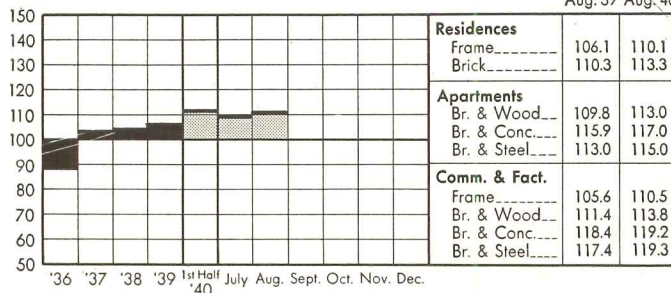 Aug. 39 Aug. 40
150
140
130
120
110
100
90
80
70
60
50
'36 '37 '38 '39 1st Half '40 July Aug. Sept. Oct. Nov. Dec.
Residences
Frame 106.1 110.1
Brick 110.3 113.3
Apartments
Br. & Wood 109.8 113.0
Br. & Conc. 115.9 117.0
Br. & Steel 113.0 115.0
Comm. & Fact.
Frame 105.6 110.5
Br. & Wood 111.4 113.8
Br. & Conc. 118.4 119.2
Br. & Steel 117.4 119.3